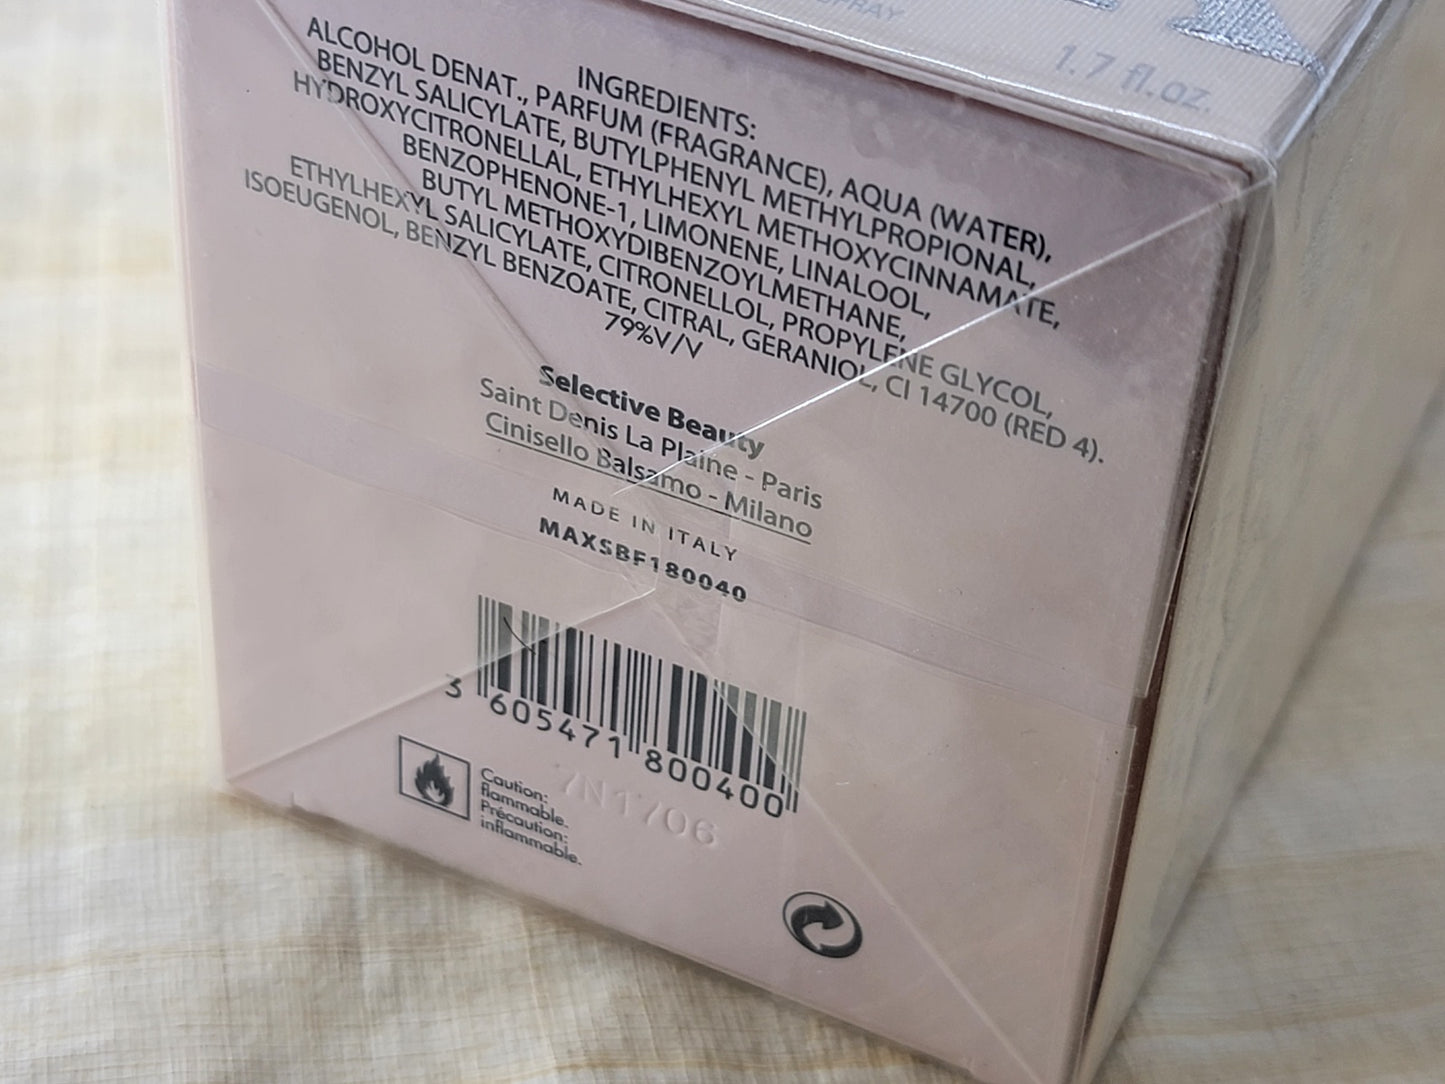 SPRAY
1.7 fl.oz.
INGREDIENTS:
ALCOHOL DENAT., PARFUM (FRAGRANCE), AQUA (WATER),
BENZYL SALICYLATE, BUTYLPHENYL METHYLPROPIONAL,
HYDROXYCITRONELLAL, ETHYLHEXYL METHOXYCINNAMATE,
BENZOPHENONE-1, LIMONENE, LINALOOL,
BUTYL METHOXYDIBENZOYLMETHANE,
ETHYLHEXYL SALICYLATE, CITRONELLOL, PROPYLENE GLYCOL,
ISOEUGENOL, BENZYL BENZOATE, CITRAL, GERANIOL, CI 14700 (RED 4).
79%V/V
Selective Beauty
Saint Denis La Plaine - Paris
Cinisello Balsamo - Milano
MADE IN ITALY
MAXSBF180040
3 605471 800400
7N1706
Caution:
flammable.
Précaution:
inflammable.